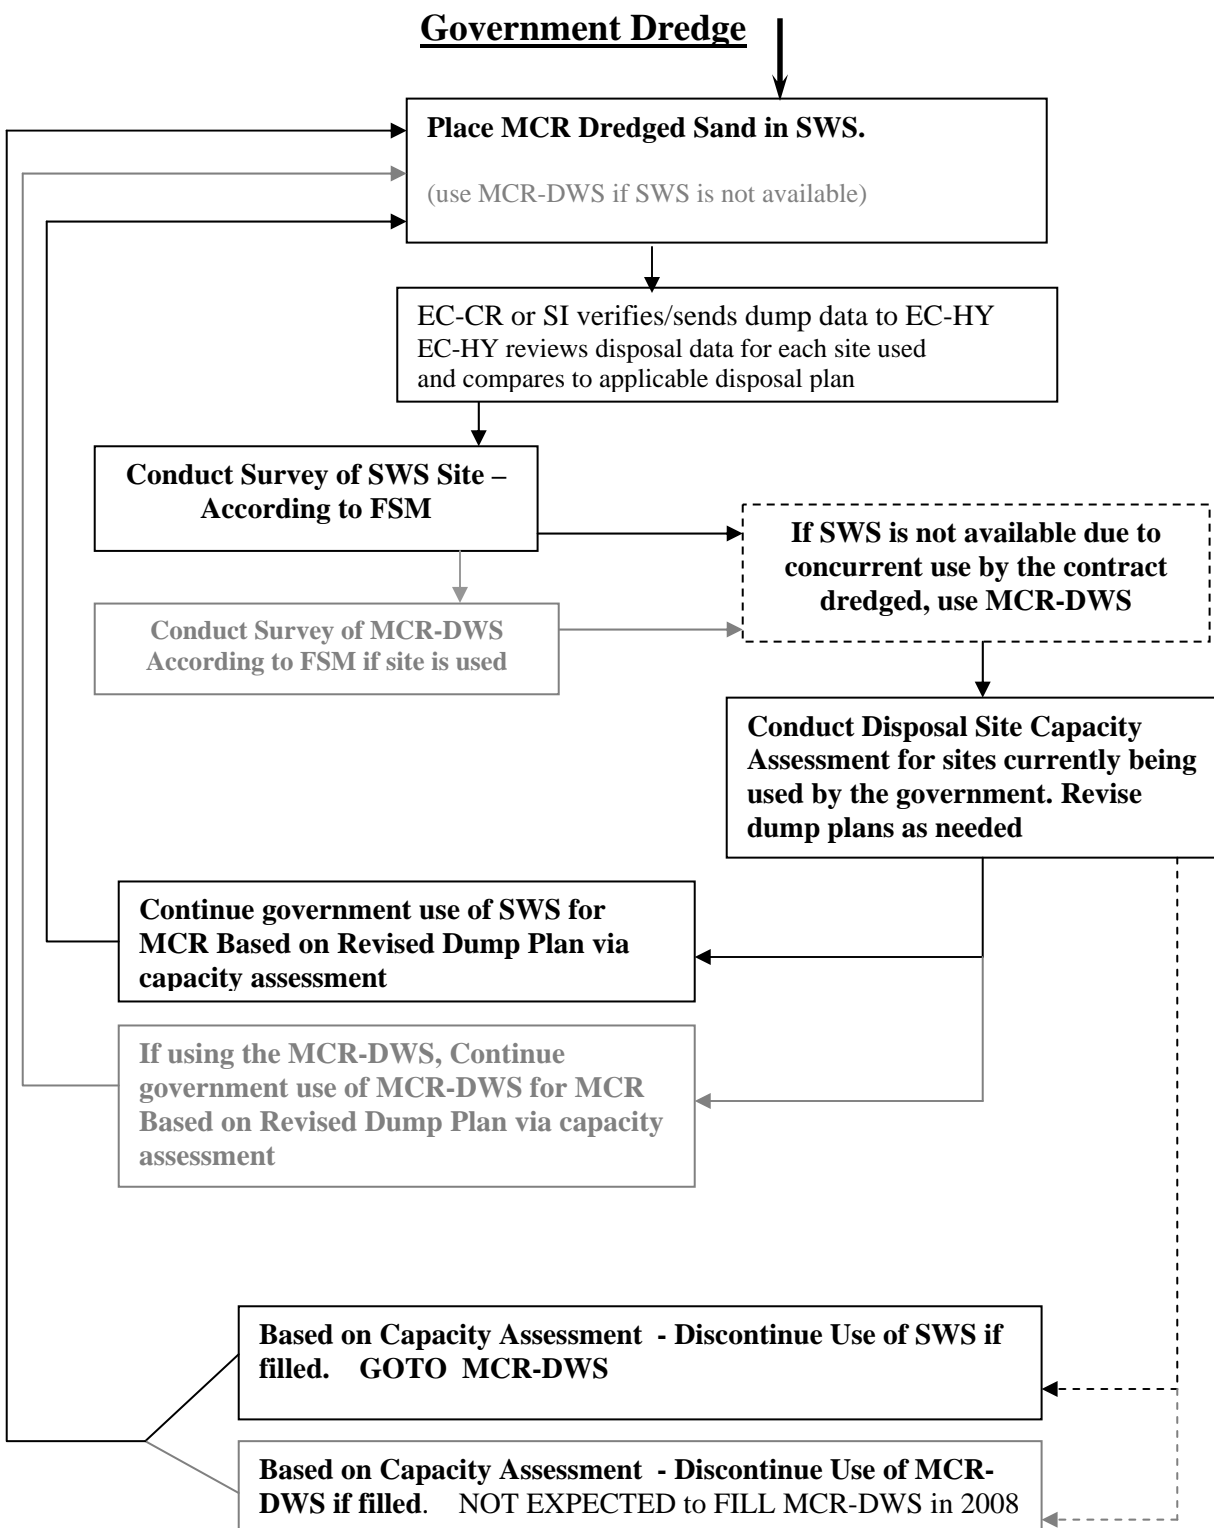 Government Dredge
Place MCR Dredged Sand in SWS.
(use MCR-DWS if SWS is not available)
EC-CR or SI verifies/sends dump data to EC-HY
EC-HY reviews disposal data for each site used
and compares to applicable disposal plan
Conduct Survey of SWS Site –
According to FSM
If SWS is not available due to
concurrent use by the contract
dredged, use MCR-DWS
Conduct Survey of MCR-DWS
According to FSM if site is used
Conduct Disposal Site Capacity
Assessment for sites currently being
used by the government. Revise
dump plans as needed
Continue government use of SWS for
MCR Based on Revised Dump Plan via
capacity assessment
If using the MCR-DWS, Continue
government use of MCR-DWS for MCR
Based on Revised Dump Plan via capacity
assessment
Based on Capacity Assessment - Discontinue Use of SWS if
filled. GOTO MCR-DWS
Based on Capacity Assessment - Discontinue Use of MCR-
DWS if filled. NOT EXPECTED to FILL MCR-DWS in 2008